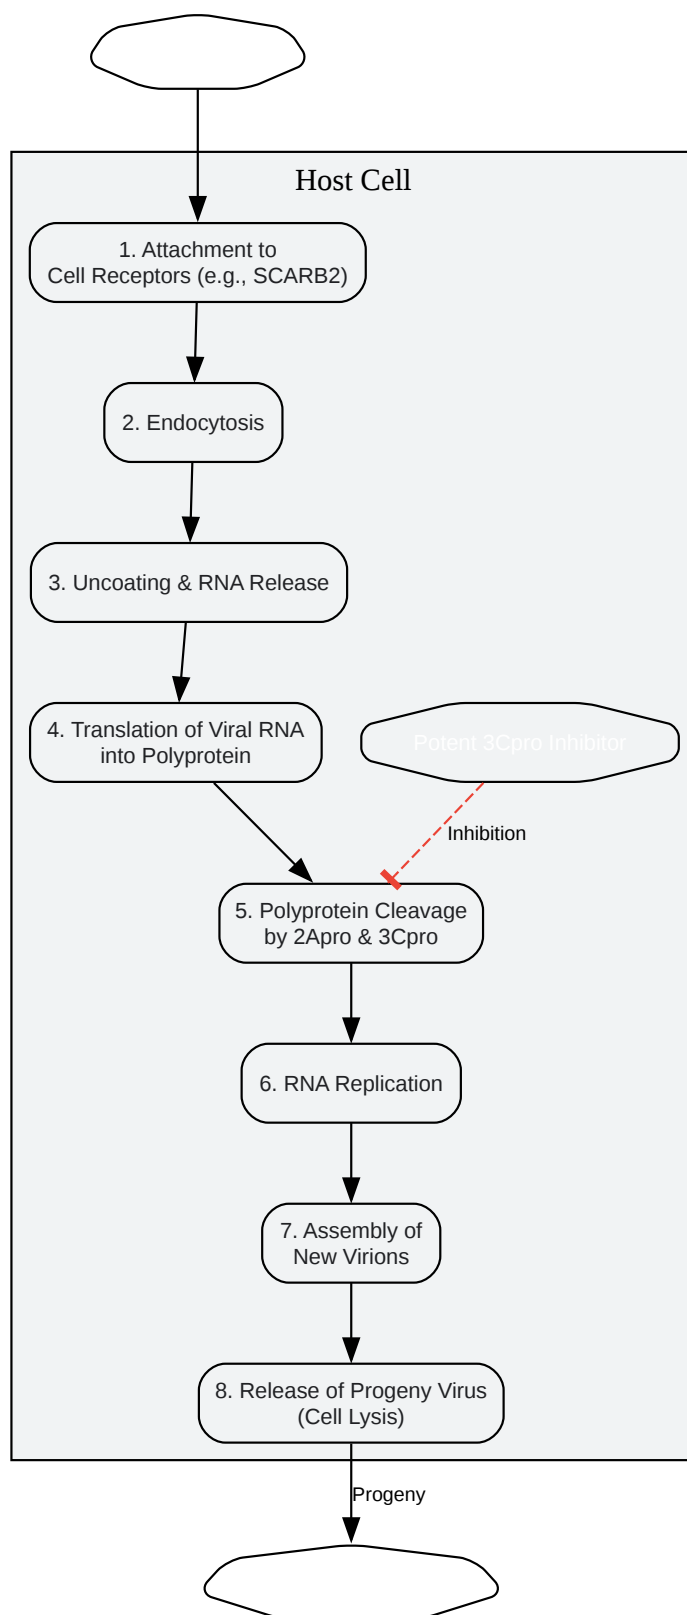 Host Cell
1. Attachment to
Cell Receptors (e.g., SCARB2)
2. Endocytosis
3. Uncoating & RNA Release
4. Translation of Viral RNA
into Polyprotein
Potent 3Cpro Inhibitor
Inhibition
5. Polyprotein Cleavage
by 2Apro & 3Cpro
6. RNA Replication
7. Assembly of
New Virions
8. Release of Progeny Virus
(Cell Lysis)
Progeny